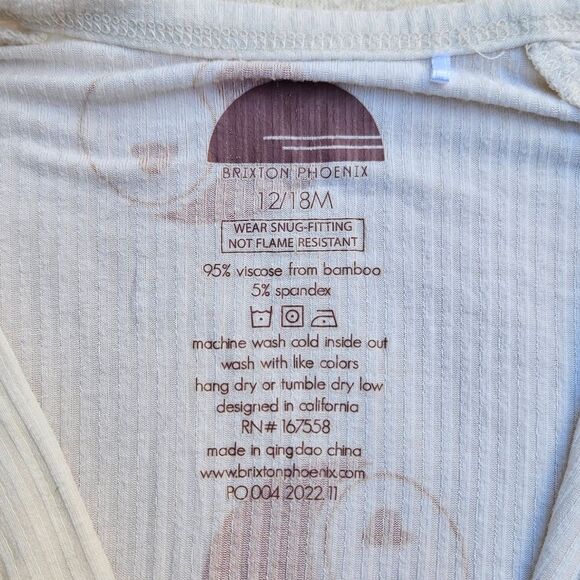 BRIXTON PHOENIX
12/18M
WEAR SNUG-FITTING
NOT FLAME RESISTANT
95% viscose from bamboo
5% spandex
machine wash cold inside out
wash with like colors
hang dry or tumble dry low
designed in california
RN# 167558
made in qingdao china
www.brixtonphoenix.com
PO 004 2022.11